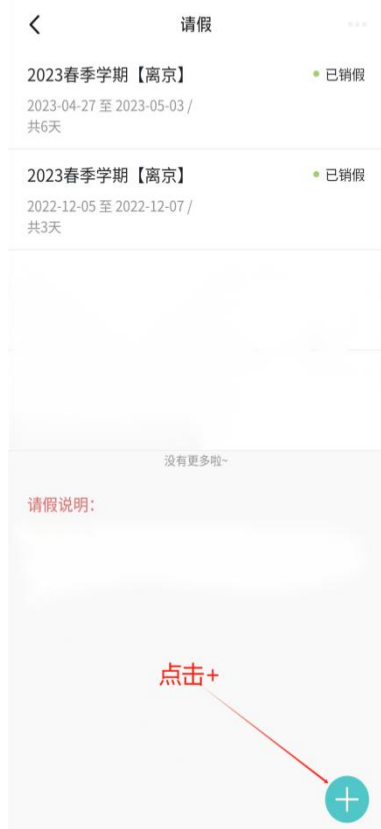 请假
2023春季学期【离京】
已销假
2023-04-27 至 2023-05-03 /
共6天
2023春季学期【离京】
已销假
2022-12-05 至 2022-12-07 /
共3天
没有更多啦~
请假说明：
点击+